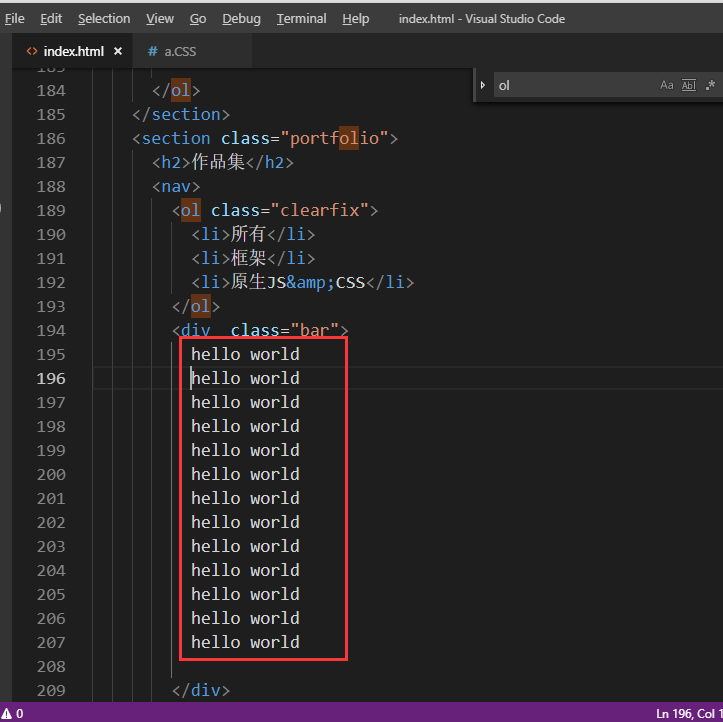 File Edit Selection View Go Debug Terminal Help index.html - Visual Studio Code
index.html × # a.CSS
ol Aa Abl .*
184 </ol>
185 </section>
186 <section class="portfolio">
187 <h2>作品集</h2>
188 <nav>
189 <ol class="clearfix">
190 <li>所有</li>
191 <li>框架</li>
192 <li>原生JS&amp;CSS</li>
193 </ol>
194 <div  class="bar">
195 hello world
196 hello world
197 hello world
198 hello world
199 hello world
200 hello world
201 hello world
202 hello world
203 hello world
204 hello world
205 hello world
206 hello world
207 hello world
208
209 </div>
0 Ln 196, Col 1